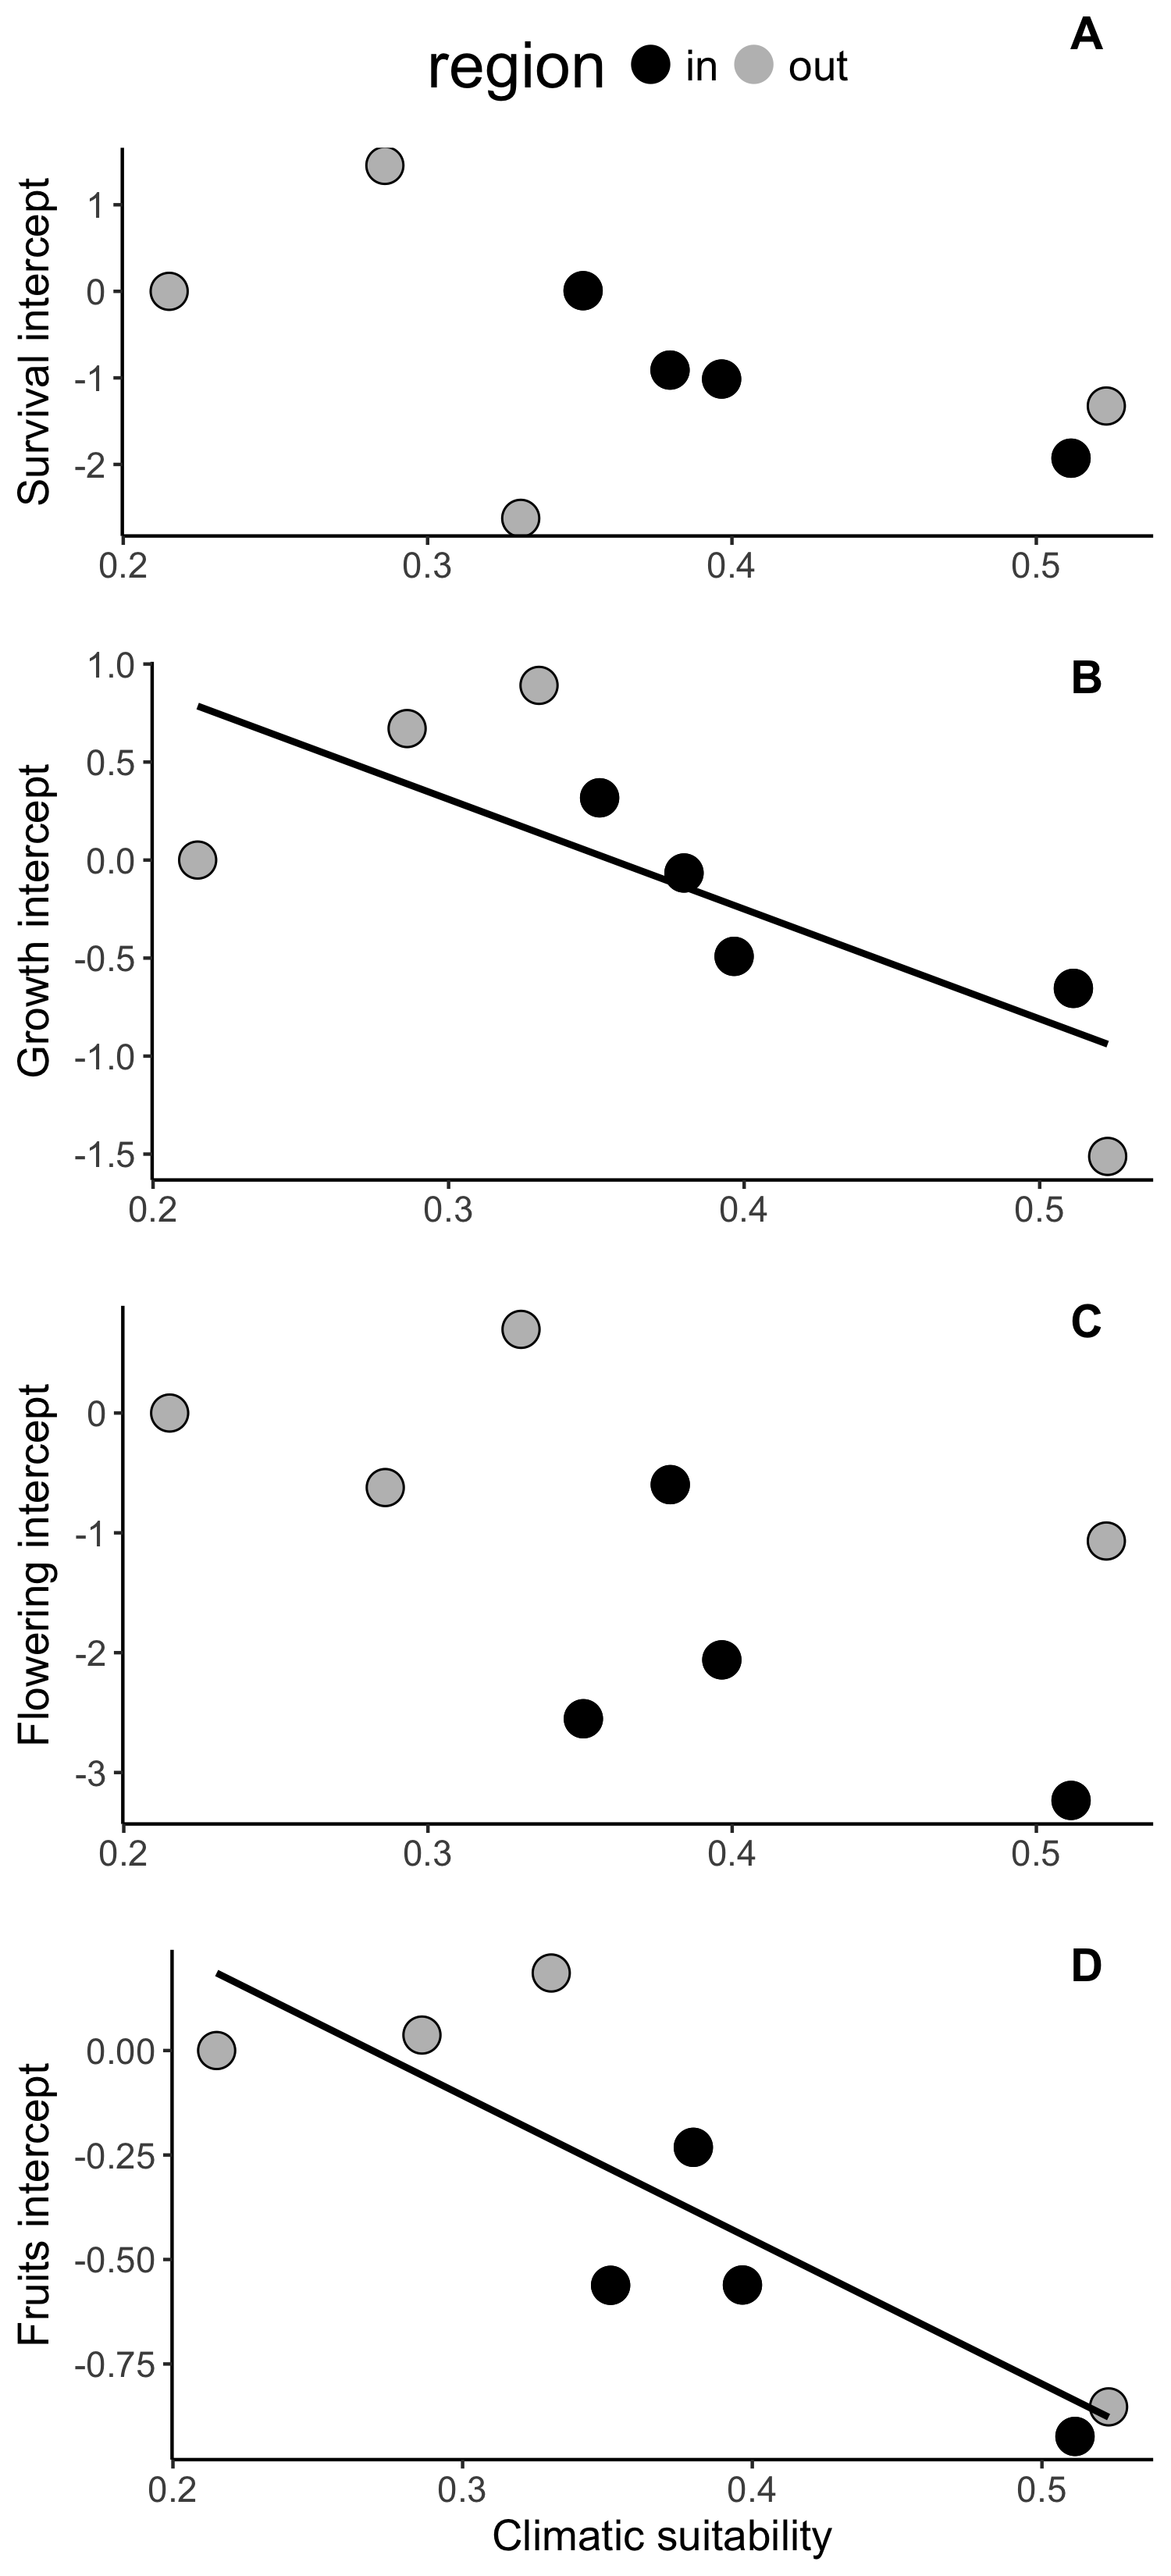 A
region in out
Survival intercept
1
0
-1
-2
0.2 0.3 0.4 0.5
B
Growth intercept
1.0
0.5
0.0
-0.5
-1.0
-1.5
0.2 0.3 0.4 0.5
C
Flowering intercept
0
-1
-2
-3
0.2 0.3 0.4 0.5
D
Fruits intercept
0.00
-0.25
-0.50
-0.75
0.2 0.3 0.4 0.5
Climatic suitability